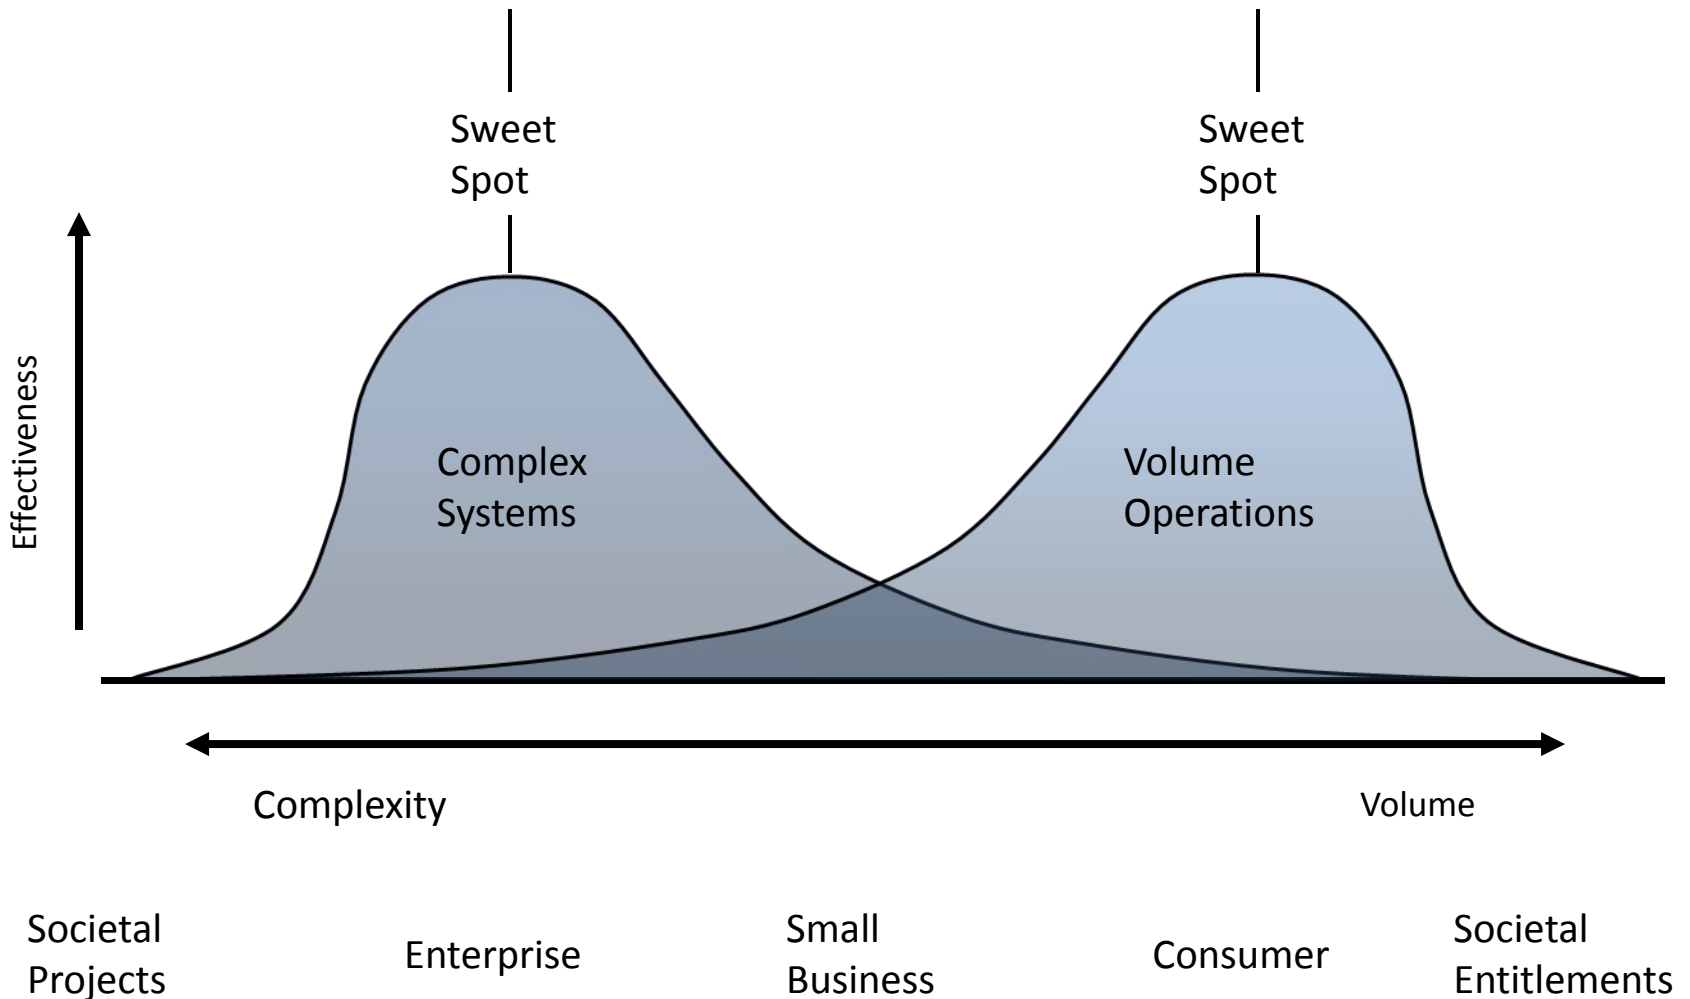 Sweet
Spot
Sweet
Spot
Effectiveness
Complex
Systems
Volume
Operations
Complexity
Volume
Societal
Projects
Enterprise
Small
Business
Consumer
Societal
Entitlements